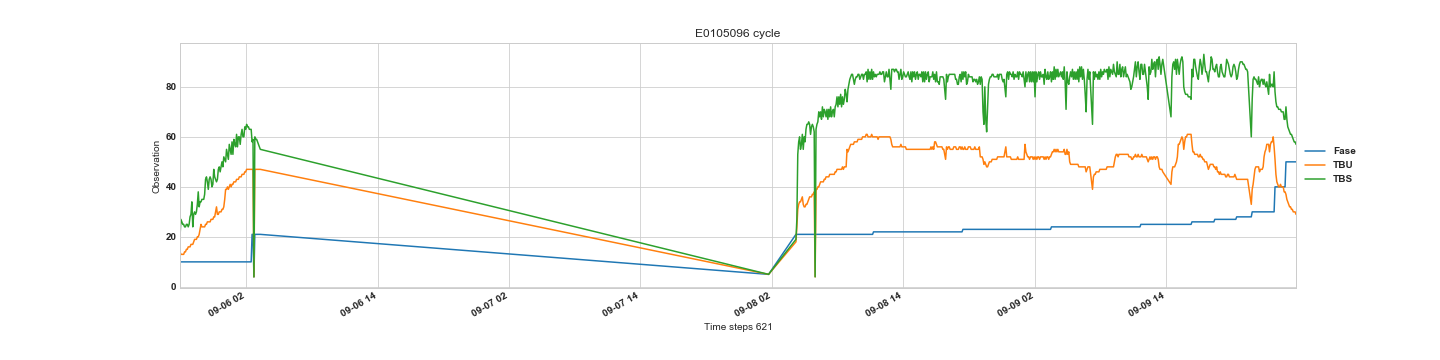 E0105096 cycle
Observation
80
60
40
20
0
09-06 02
09-06 14
09-07 02
09-07 14
09-08 02
09-08 14
09-09 02
09-09 14
Time steps 621
Fase
TBU
TBS